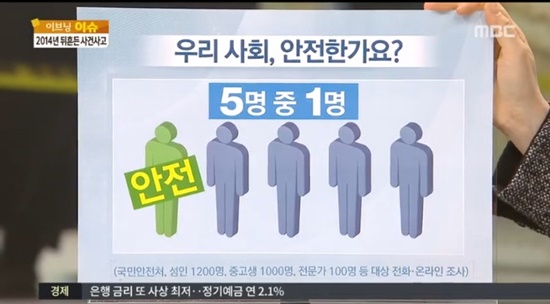 이브닝 이슈
2014년 뒤흔든 사건사고
MBC
우리 사회, 안전한가요?
5명 중 1명
안전
(국민안전처, 성인 1200명, 중고생 1000명, 전문가 100명 등 대상 전화·온라인 조사)
경제 은행 금리 또 사상 최저··정기예금 연 2.1%